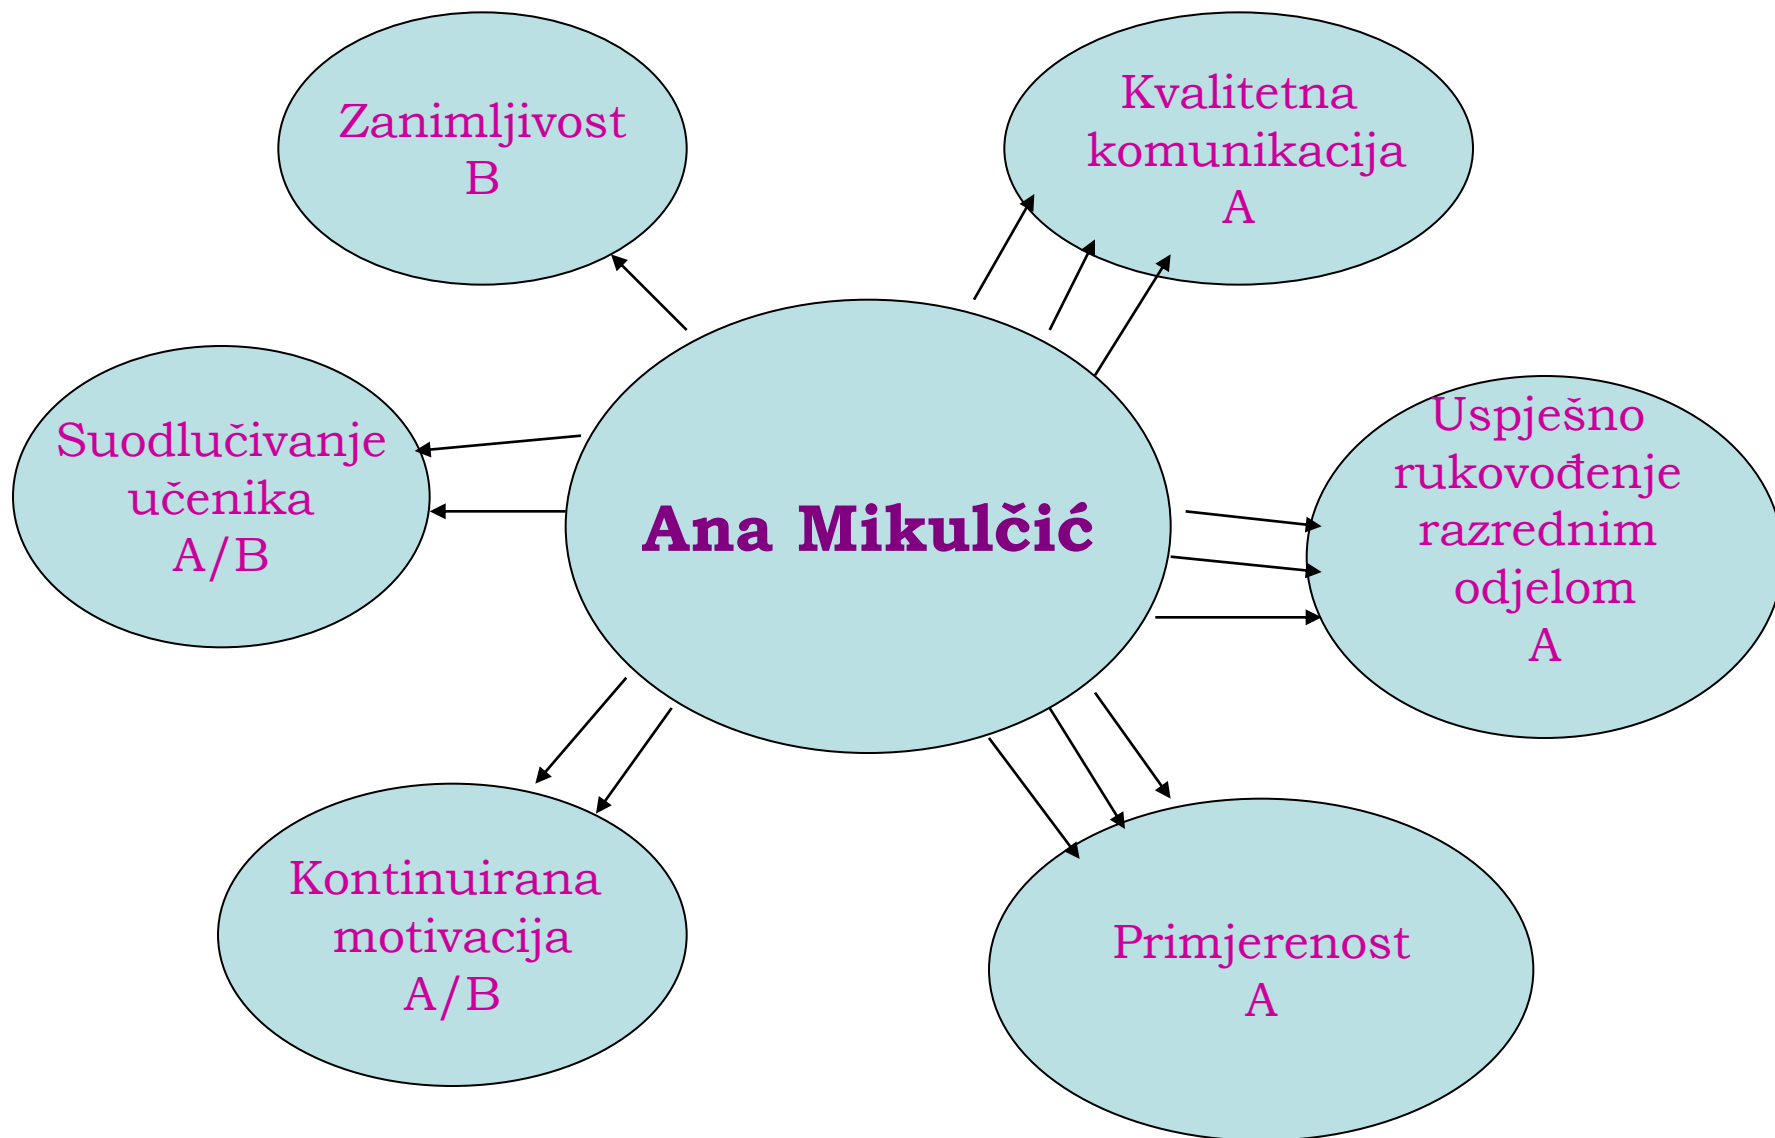 Zanimljivost
B
Kvalitetna
komunikacija
A
Suodlučivanje
učenika
A/B
Ana Mikulčić
Uspješno
rukovođenje
razrednim
odjelom
A
Kontinuirana
motivacija
A/B
Primjerenost
A